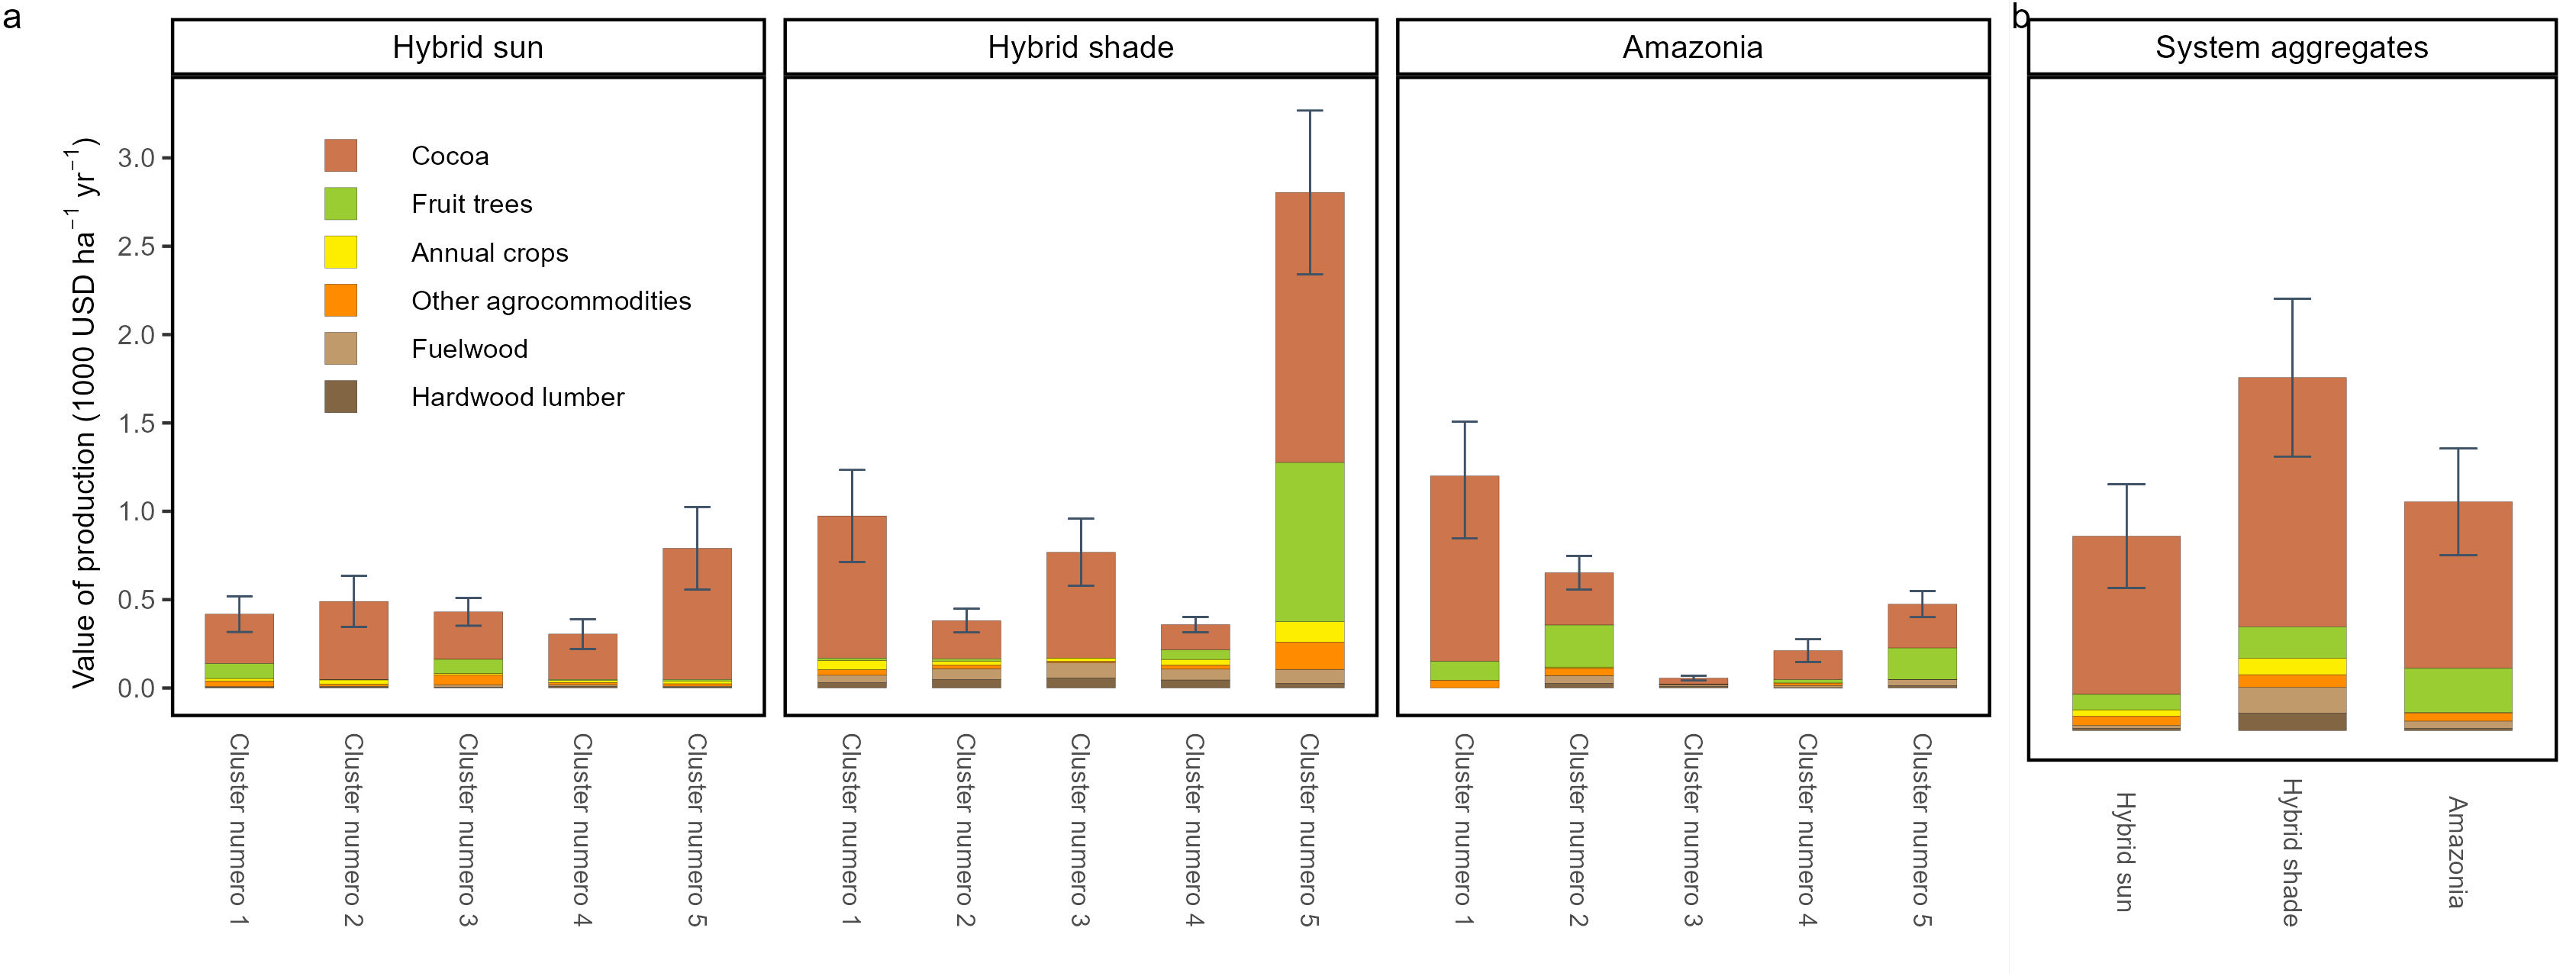 a
b
Hybrid sun
Hybrid shade
Amazonia
System aggregates
Value of production (1000 USD ha⁻¹ yr⁻¹)
3.0
2.5
2.0
1.5
1.0
0.5
0.0
Cocoa
Fruit trees
Annual crops
Other agrocommodities
Fuelwood
Hardwood lumber
Cluster numero 1
Cluster numero 2
Cluster numero 3
Cluster numero 4
Cluster numero 5
Cluster numero 1
Cluster numero 2
Cluster numero 3
Cluster numero 4
Cluster numero 5
Cluster numero 1
Cluster numero 2
Cluster numero 3
Cluster numero 4
Cluster numero 5
Hybrid sun
Hybrid shade
Amazonia